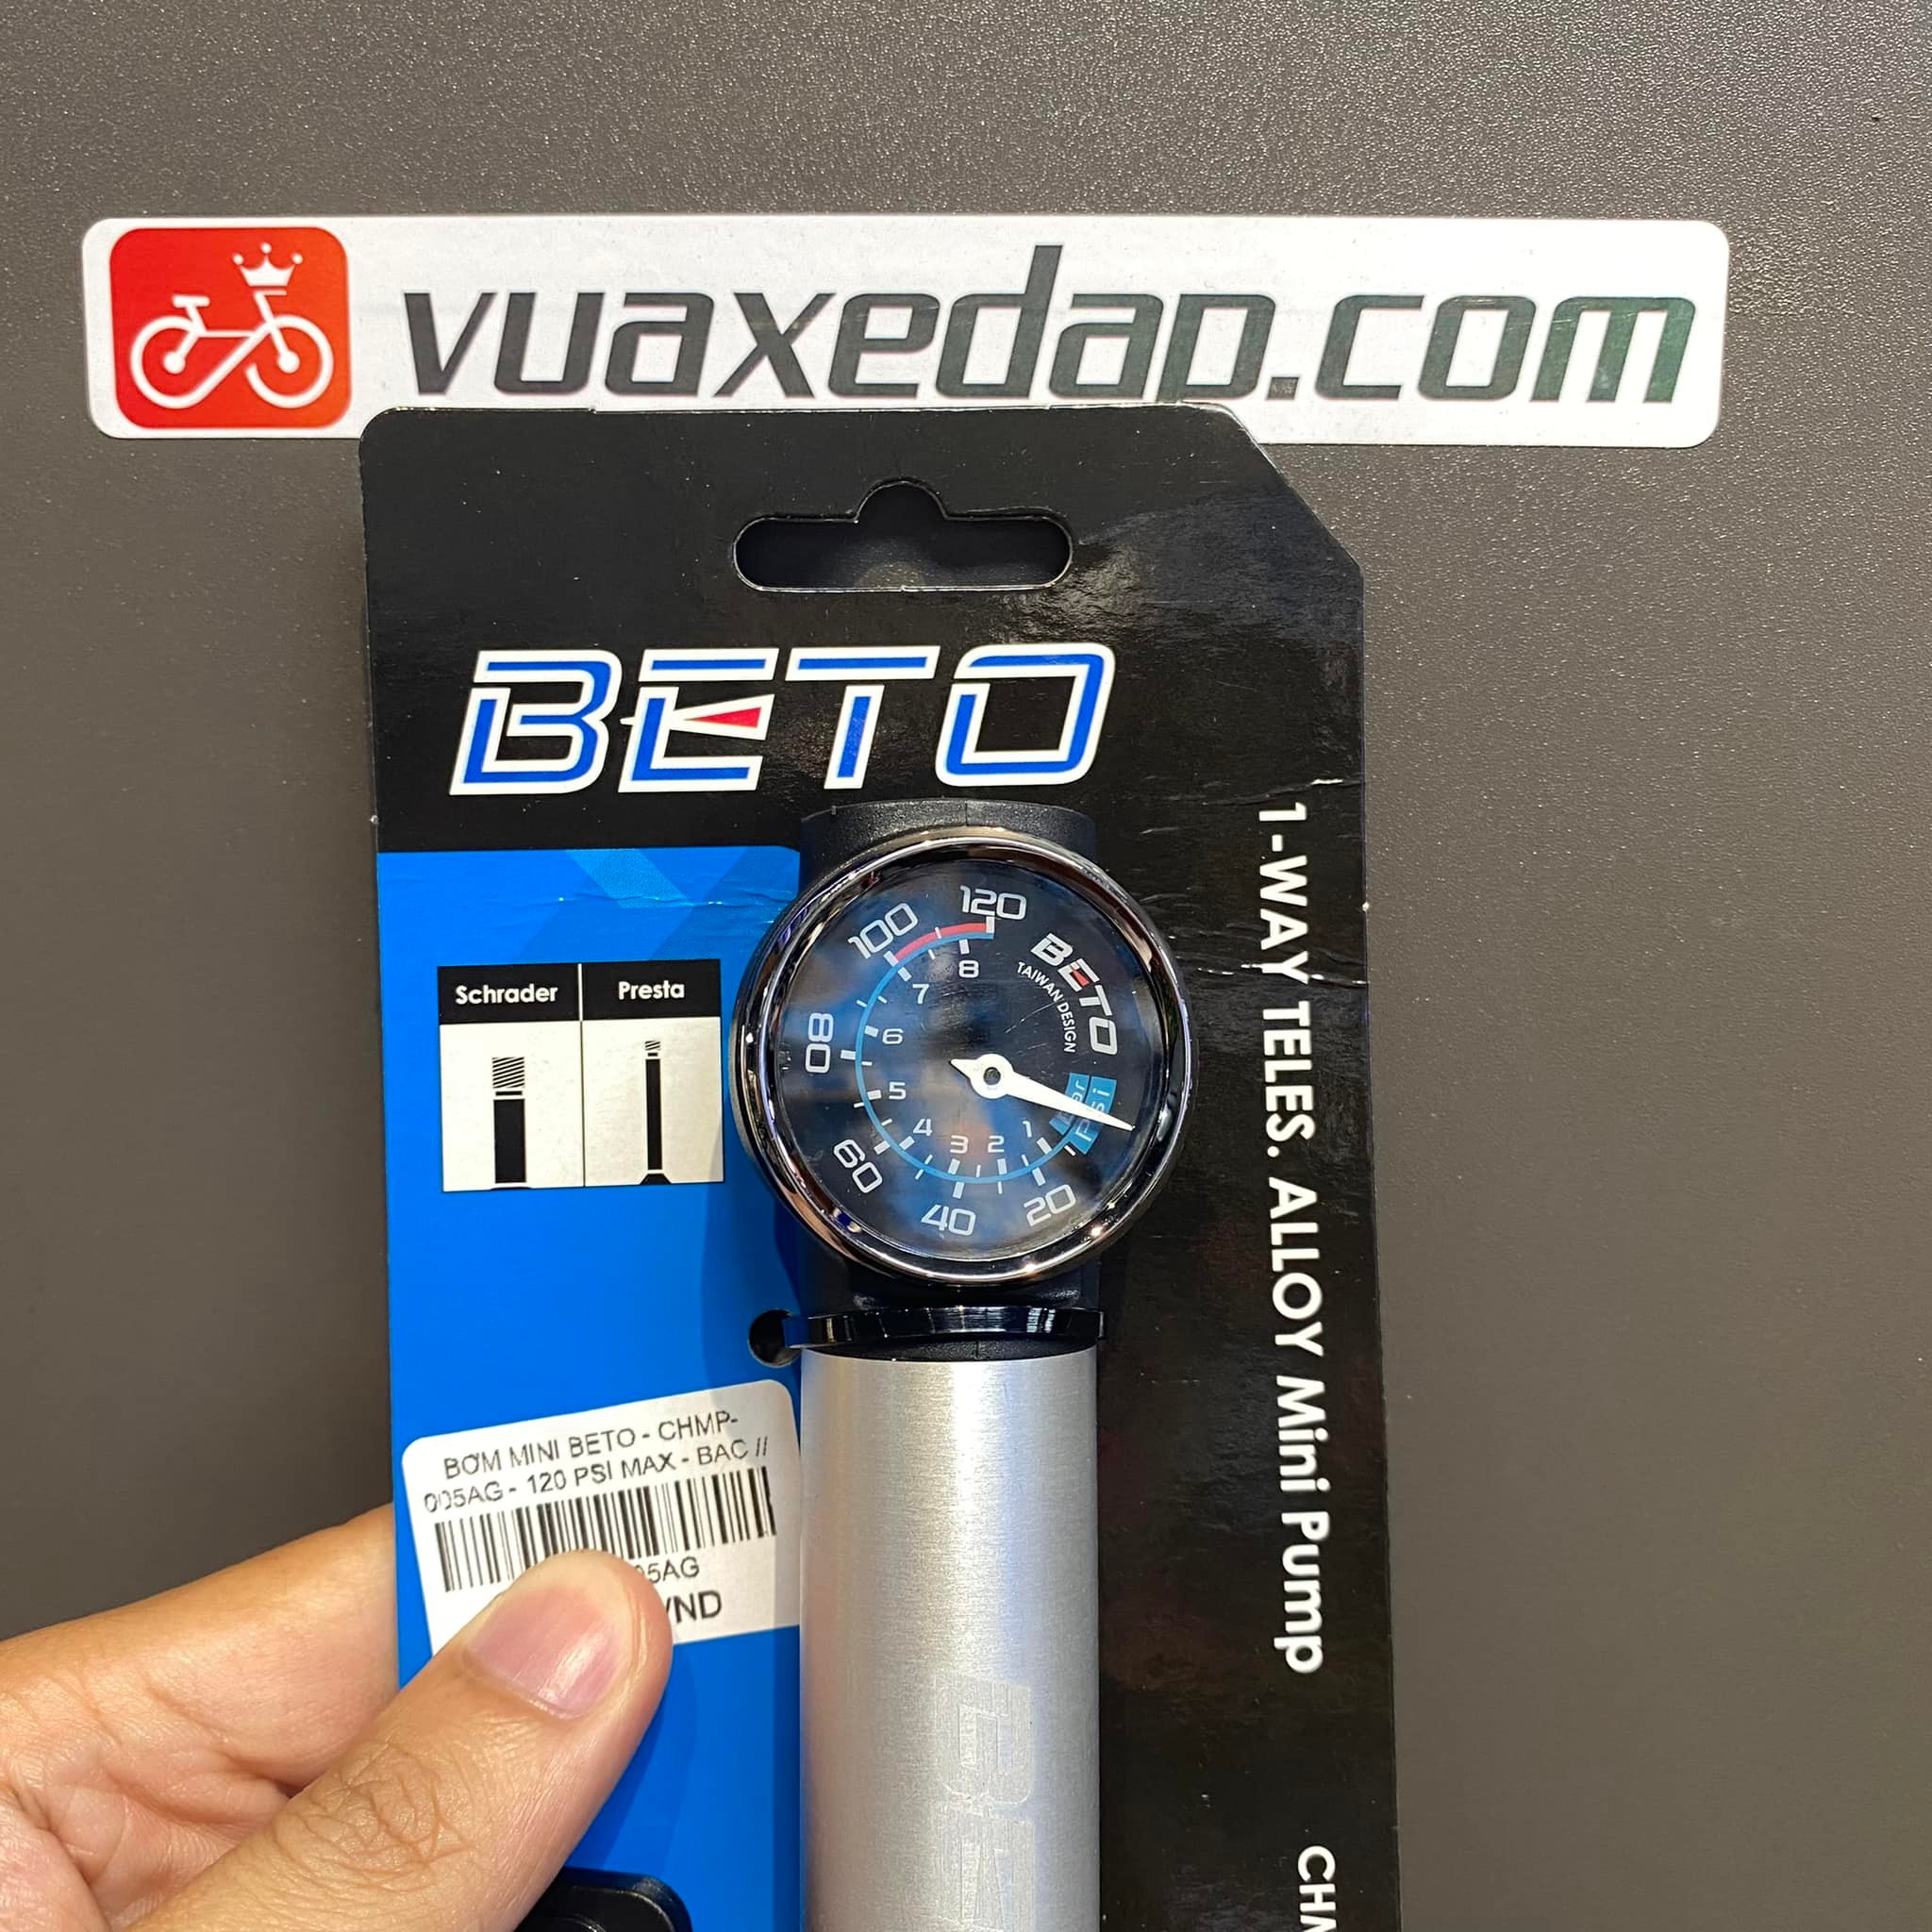 vuaxedap.com
BETO
1-WAY TELES. ALLOY Mini Pump
Schrader
Presta
120
100
80
60
40
20
8
7
6
5
4
3
2
1
BETO
TAIWAN DESIGN
psi
BƠM MINI BETO - CHMP-
005AG - 120 PSI MAX - BAC //
05AG
VND